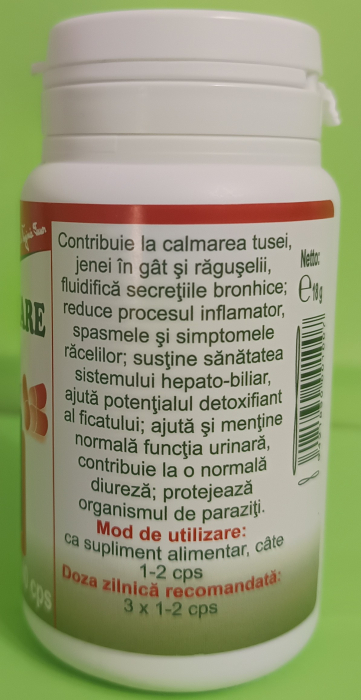 Contribuie la calmarea tusei,
jenei în gât şi răguşelii,
fluidifică secreţiile bronhice;
reduce procesul inflamator,
spasmele şi simptomele
răcelilor; susţine sănătatea
sistemului hepato-biliar,
ajută potenţialul detoxifiant
al ficatului; ajută şi menţine
normală funcţia urinară,
contribuie la o normală
diureză; protejează
organismul de paraziţi.
Mod de utilizare:
ca supliment alimentar, câte
1-2 cps
Doza zilnică recomandată:
3 x 1-2 cps
Netto:
℮18 g
ARE
cps